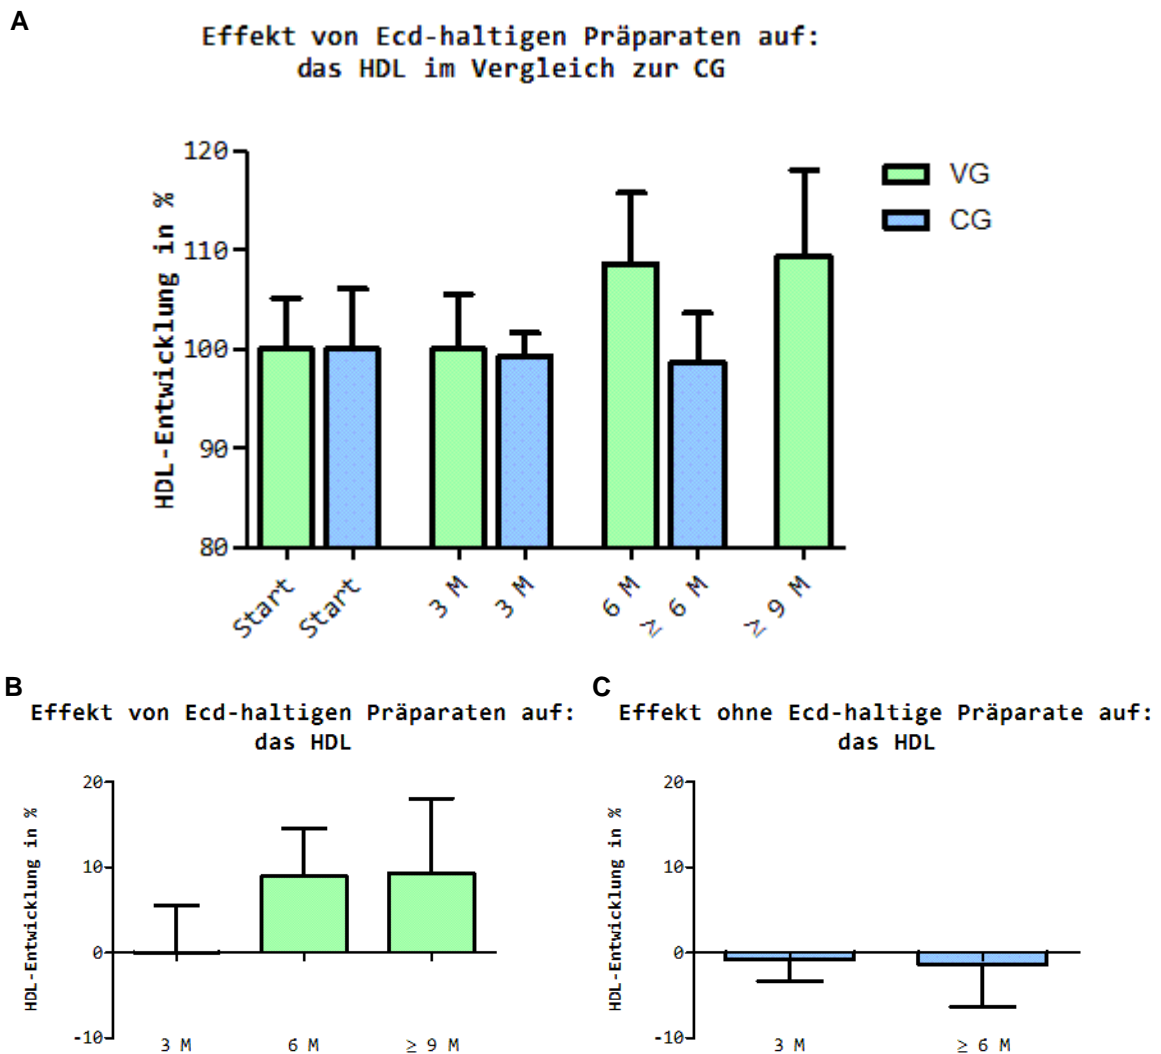 A
Effekt von Ecd-haltigen Präparaten auf:
das HDL im Vergleich zur CG
HDL-Entwicklung in %
120
110
100
90
80
VG
CG
Start
Start
3 M
3 M
6 M
≥ 6 M
≥ 9 M
B
Effekt von Ecd-haltigen Präparaten auf:
das HDL
HDL-Entwicklung in %
20
10
0
-10
3 M
6 M
≥ 9 M
C
Effekt ohne Ecd-haltige Präparate auf:
das HDL
HDL-Entwicklung in %
20
10
0
-10
3 M
≥ 6 M